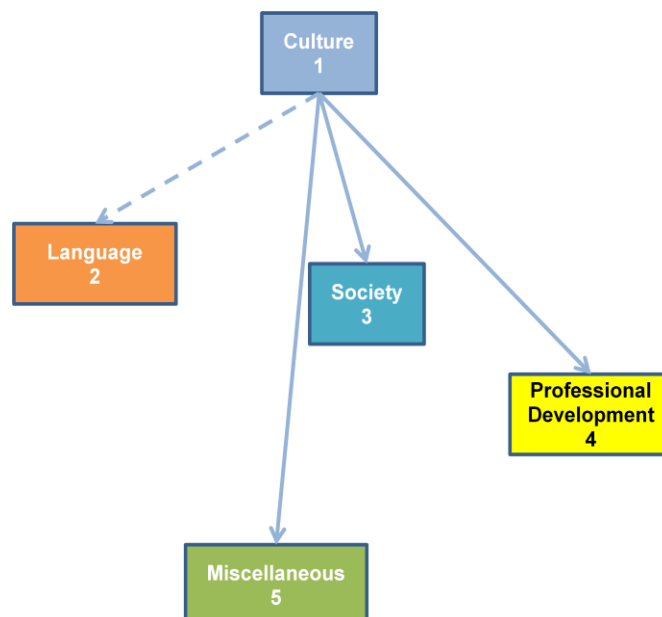 Culture
1
Language
2
Society
3
Professional
Development
4
Miscellaneous
5